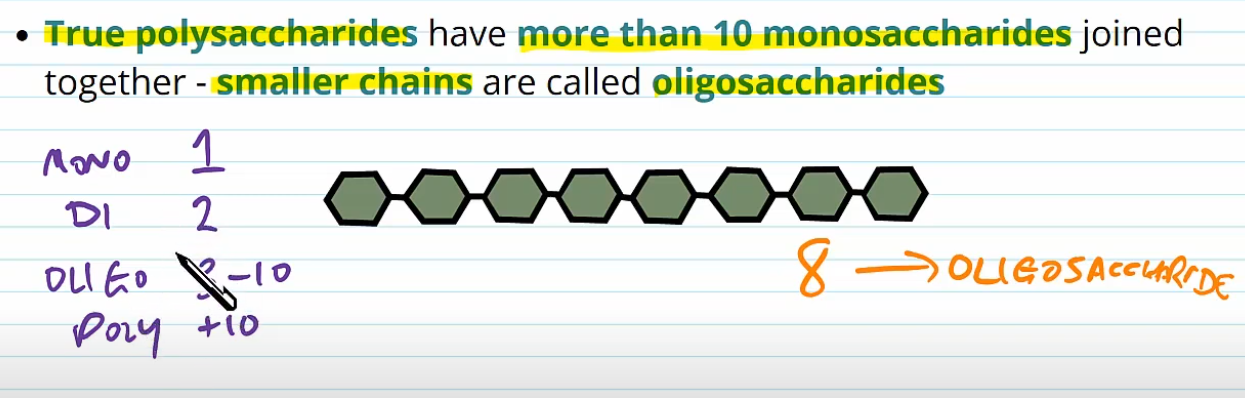 • True polysaccharides have more than 10 monosaccharides joined
together - smaller chains are called oligosaccharides
MONO 1
DI 2
OLIGO 3-10
POLY +10
8 → OLIGOSACCHARIDE